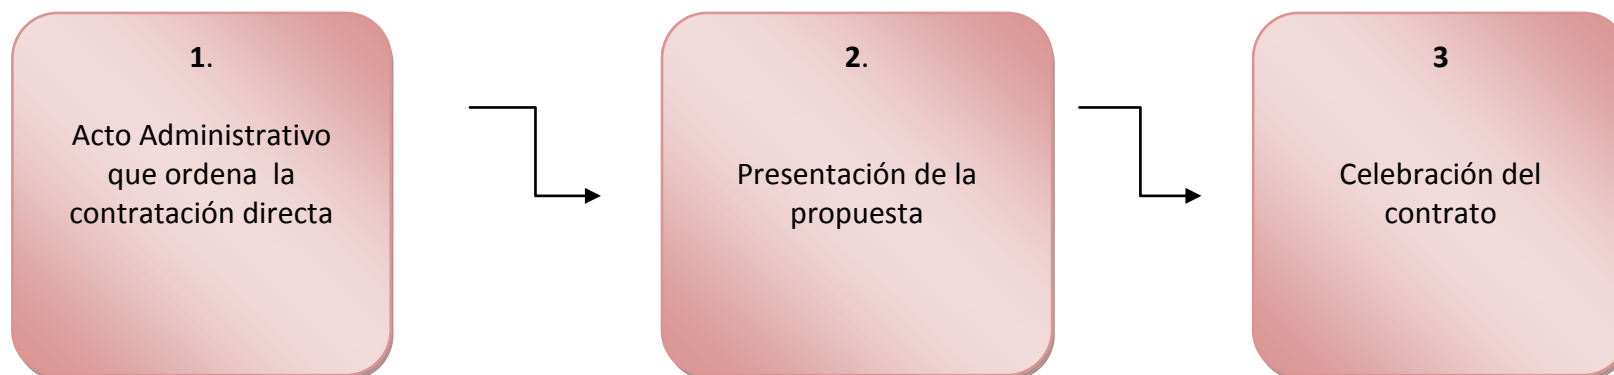 1.
Acto Administrativo
que ordena  la
contratación directa
2.
Presentación de la
propuesta
3
Celebración del
contrato